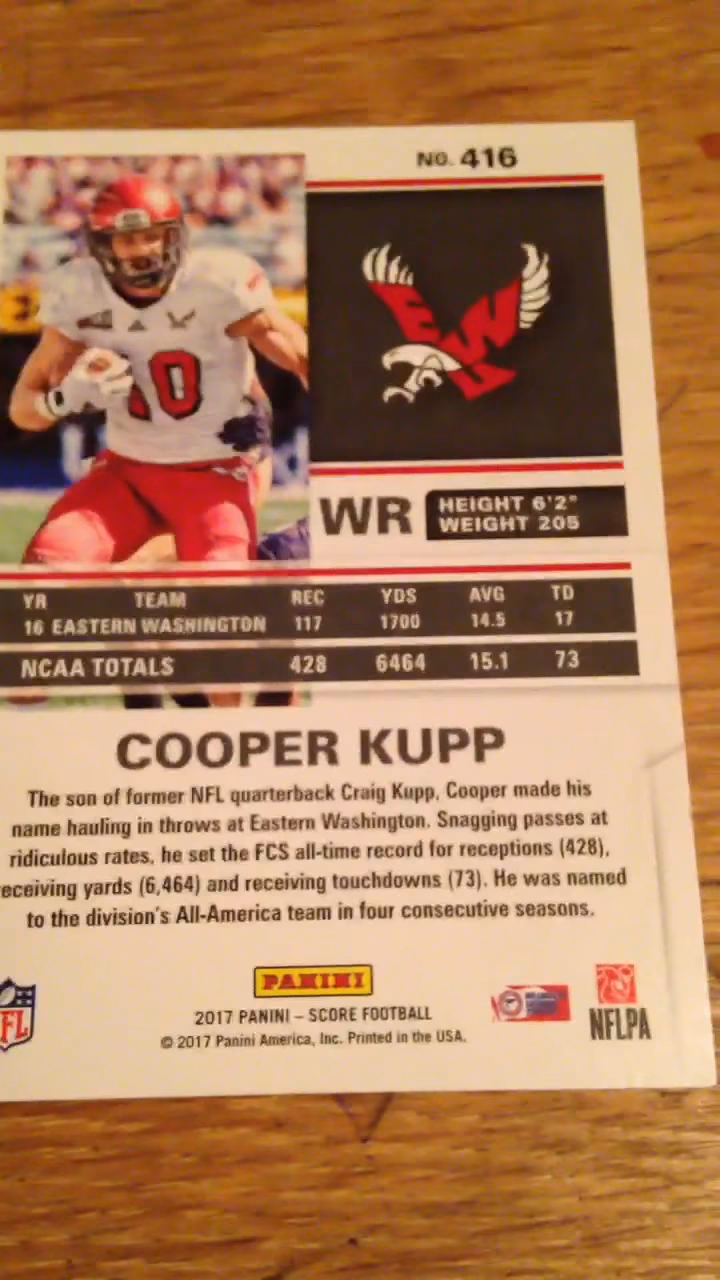 NO. 416
EWU
10
WR
HEIGHT 6'2"
WEIGHT 205
YR TEAM REC YDS AVG TD
16 EASTERN WASHINGTON 117 1700 14.5 17
NCAA TOTALS 428 6464 15.1 73
COOPER KUPP
The son of former NFL quarterback Craig Kupp, Cooper made his
name hauling in throws at Eastern Washington. Snagging passes at
ridiculous rates, he set the FCS all-time record for receptions (428),
eceiving yards (6,464) and receiving touchdowns (73). He was named
to the division's All-America team in four consecutive seasons.
PANINI
2017 PANINI – SCORE FOOTBALL
© 2017 Panini America, Inc. Printed in the USA.
FL
NFLPA